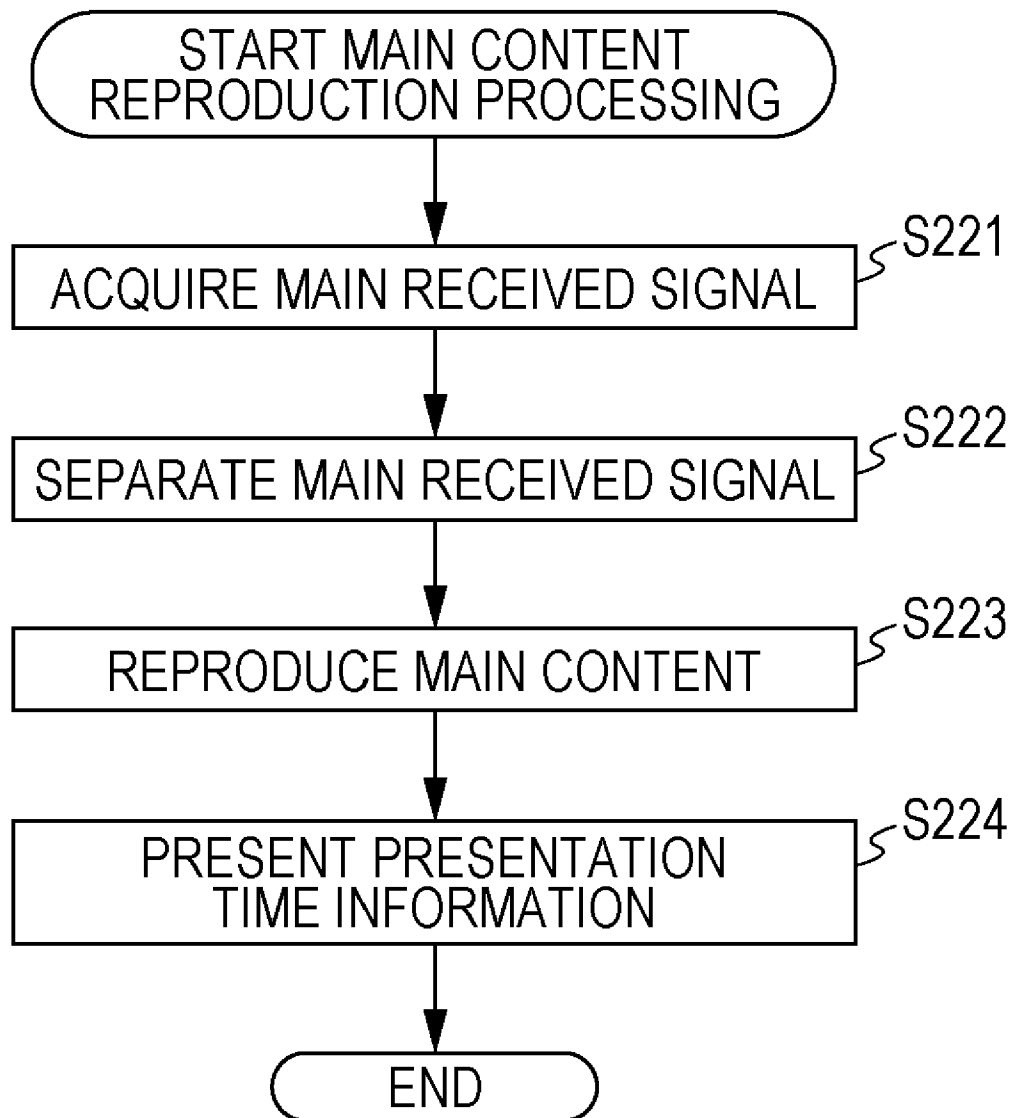 START MAIN CONTENT
REPRODUCTION PROCESSING
S221
ACQUIRE MAIN RECEIVED SIGNAL
S222
SEPARATE MAIN RECEIVED SIGNAL
S223
REPRODUCE MAIN CONTENT
S224
PRESENT PRESENTATION
TIME INFORMATION
END